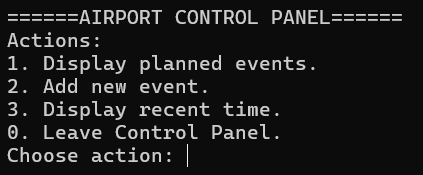 ======AIRPORT CONTROL PANEL======
Actions:
1. Display planned events.
2. Add new event.
3. Display recent time.
0. Leave Control Panel.
Choose action: